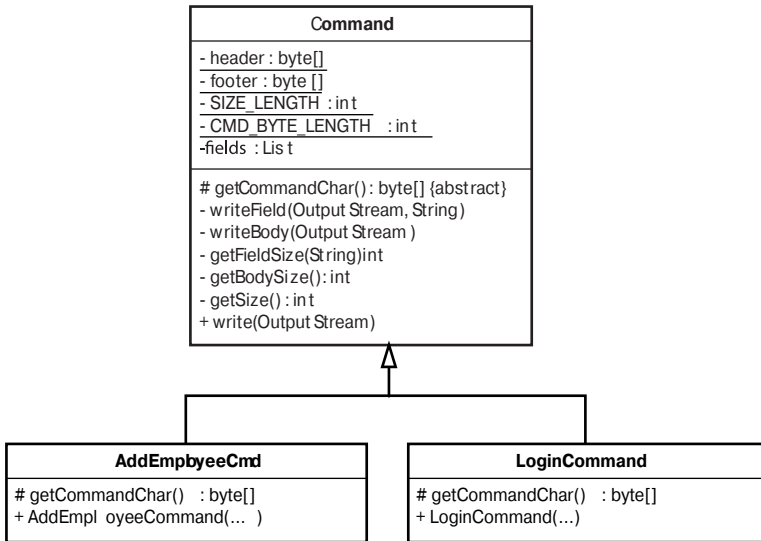 Command
- header : byte[]
- footer : byte []
- SIZE_LENGTH : int
- CMD_BYTE_LENGTH : int
-fields : List
# getCommandChar() : byte[] {abstract}
- writeField(Output Stream, String)
- writeBody(Output Stream )
- getFieldSize(String)int
- getBodySize() : int
- getSize() : int
+ write(Output Stream)
AddEmployeeCmd
# getCommandChar() : byte[]
+ AddEmpl oyeeCommand(... )
LoginCommand
# getCommandChar() : byte[]
+ LoginCommand(...)